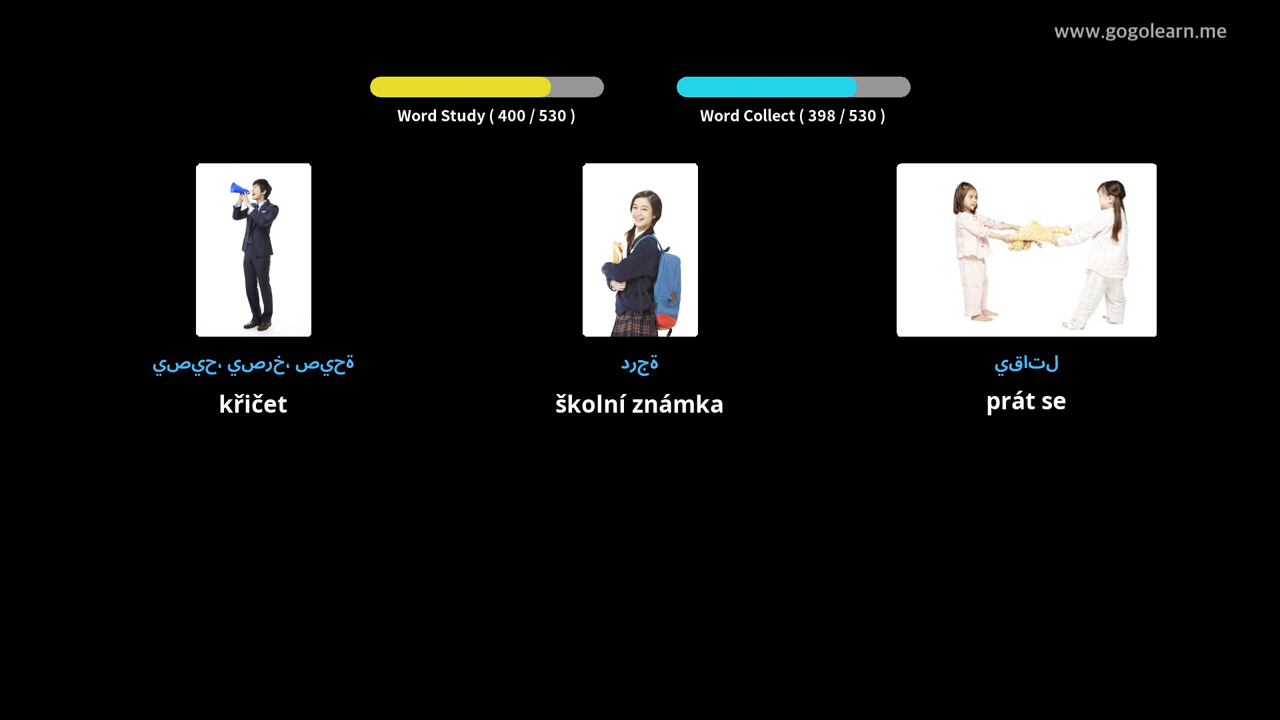 www.gogolearn.me
Word Study ( 400 / 530 )
Word Collect ( 398 / 530 )
يصيح، يصرخ، صيحة
křičet
درجة
školní známka
يقاتل
prát se